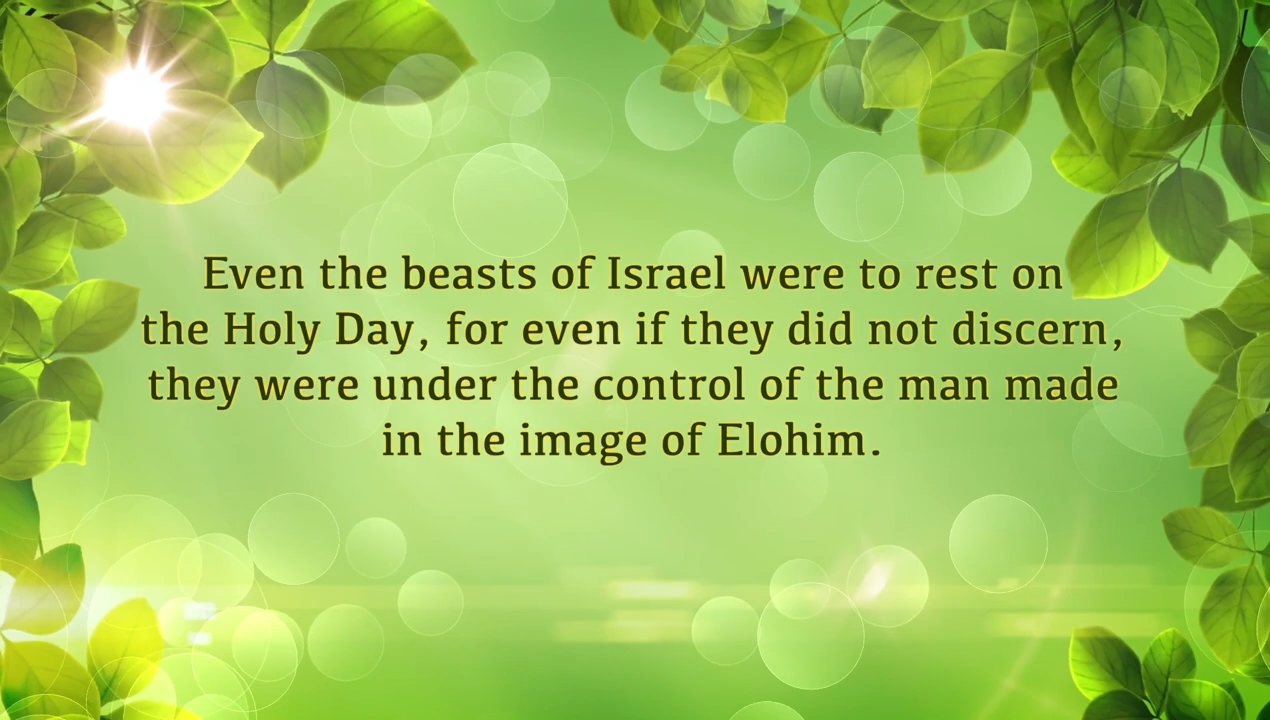 Even the beasts of Israel were to rest on
the Holy Day, for even if they did not discern,
they were under the control of the man made
in the image of Elohim.